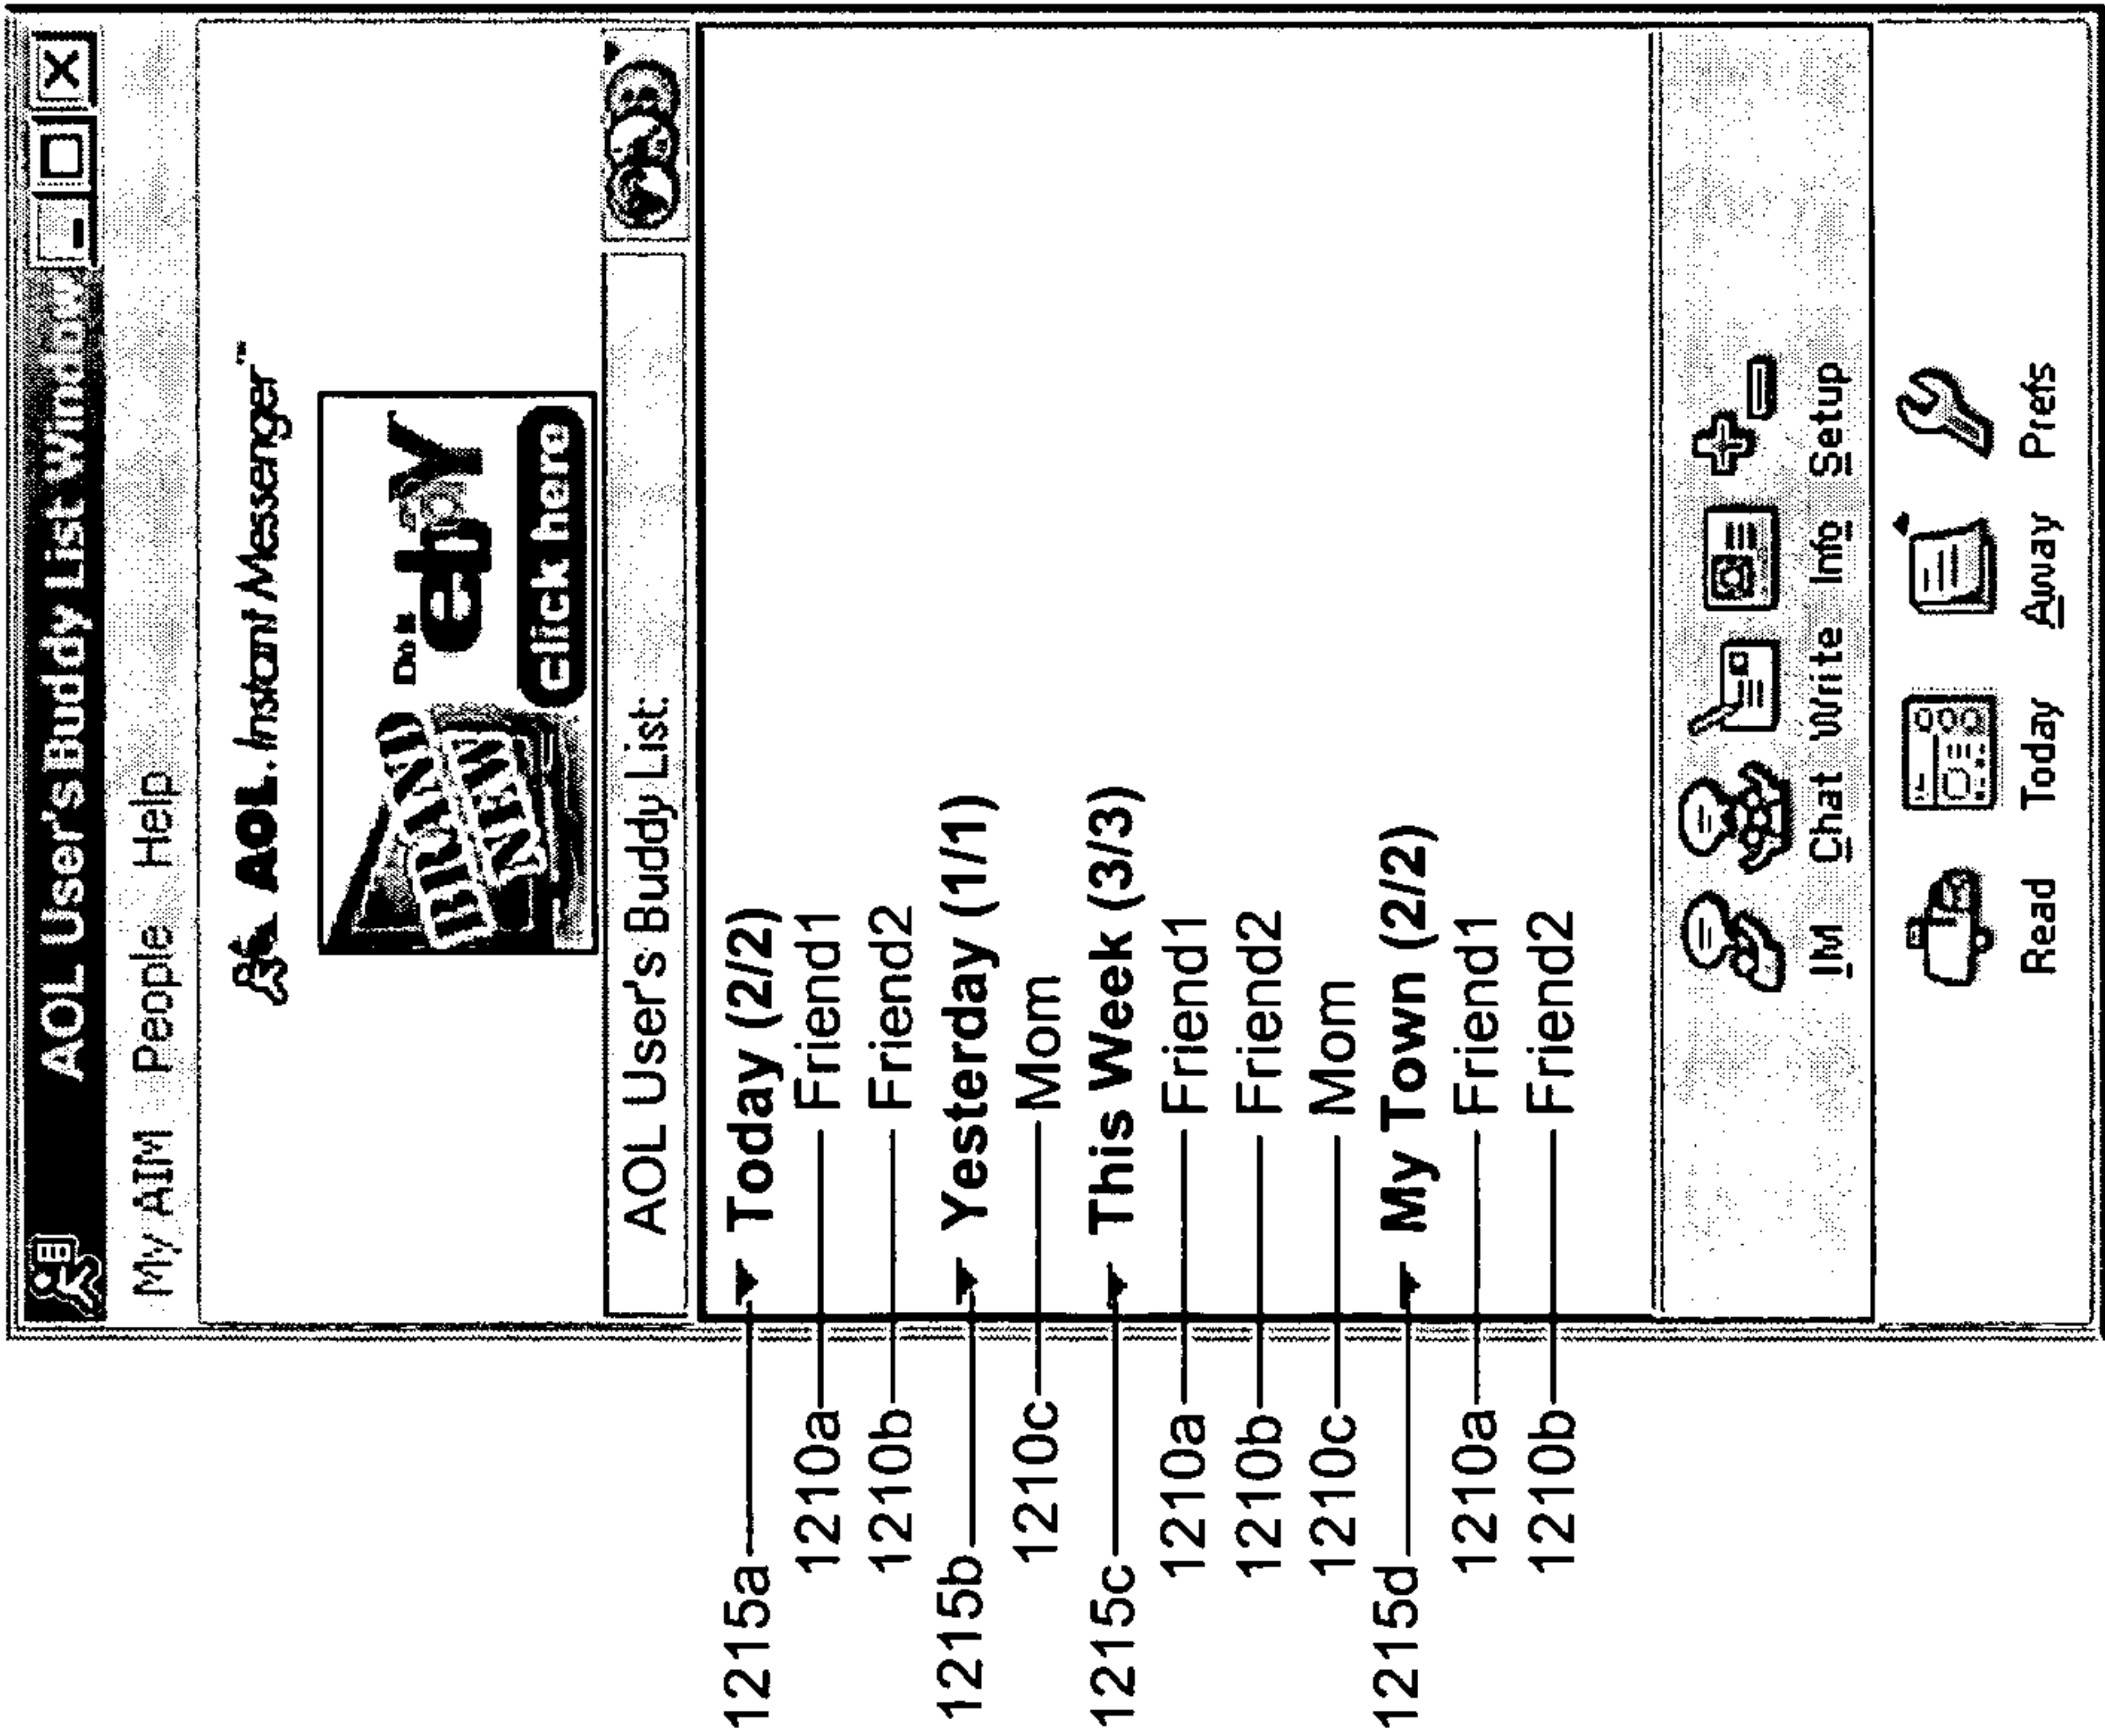 AOL User's Buddy List Window
My AIM People Help
AOL Instant Messenger™
BRAND NEW
Do it
ebay
click here
AOL User's Buddy List:
1215a Today (2/2)
1210a Friend1
1210b Friend2
1215b Yesterday (1/1)
1210c Mom
1215c This Week (3/3)
1210a Friend1
1210b Friend2
1210c Mom
1215d My Town (2/2)
1210a Friend1
1210b Friend2
IM Chat Write Info Setup
Read Today Away Prefs